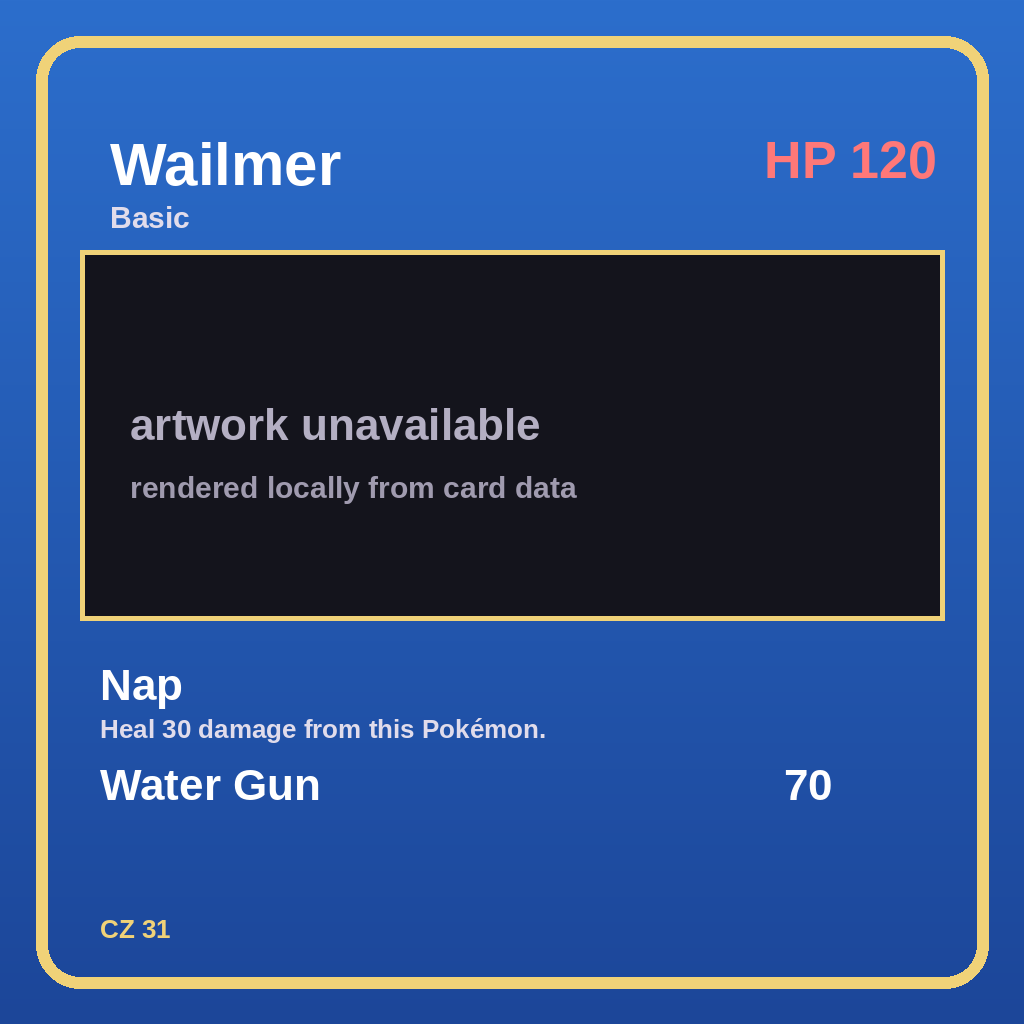 Wailmer
HP 120
Basic
artwork unavailable
rendered locally from card data
Nap
Heal 30 damage from this Pokémon.
Water Gun 70
CZ 31